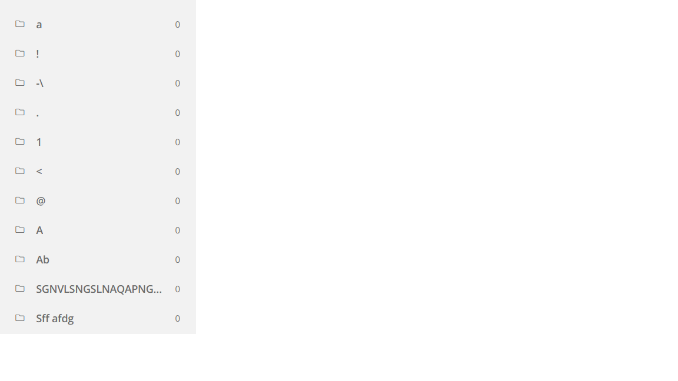 a 0
! 0
-\ 0
. 0
1 0
< 0
@ 0
A 0
Ab 0
SGNVLSNGSLNAQAPNG... 0
Sff afdg 0